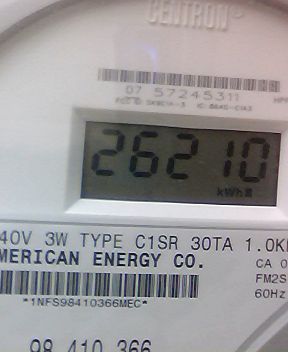 CENTRON®
07 57245311
26210
kWh
40V 3W TYPE C1SR 30TA 1.0K
MERICAN ENERGY CO.
CA 0
FM2S
60Hz
*1NFS98410366MEC*
98 410 366